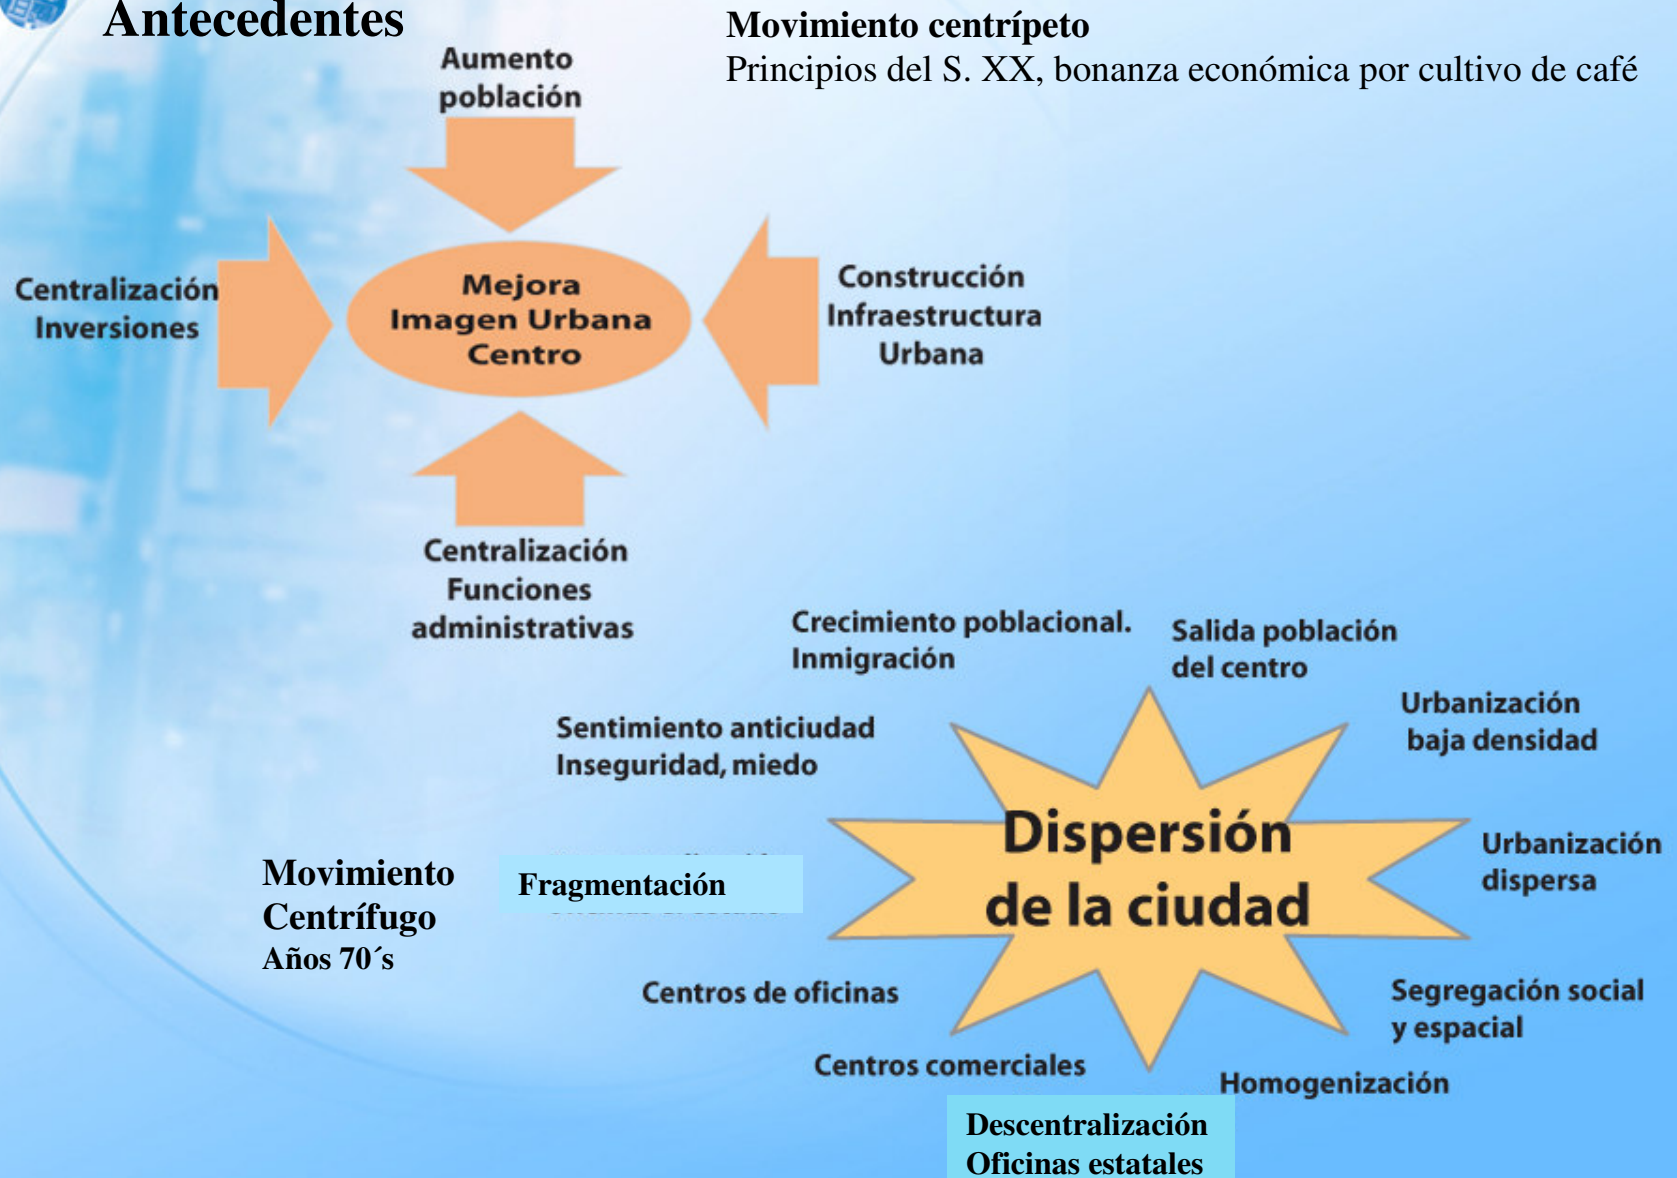 Antecedentes
Movimiento centrípeto
Principios del S. XX, bonanza económica por cultivo de café
Aumento
población
Centralización
Inversiones
Mejora
Imagen Urbana
Centro
Construcción
Infraestructura
Urbana
Centralización
Funciones
administrativas
Crecimiento poblacional.
Inmigración
Salida población
del centro
Urbanización
baja densidad
Sentimiento anticiudad
Inseguridad, miedo
Dispersión
de la ciudad
Urbanización
dispersa
Movimiento
Centrífugo
Años 70´s
Fragmentación
Centros de oficinas
Segregación social
y espacial
Centros comerciales
Homogenización
Descentralización
Oficinas estatales